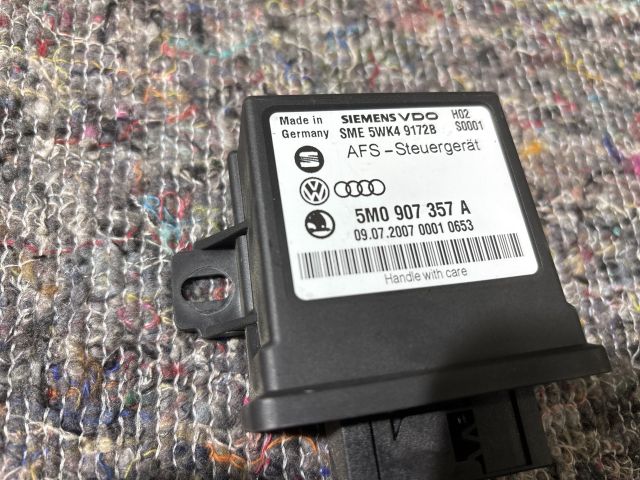 Made in Germany
SIEMENS VDO H02
SME 5WK4 9172B S0001
AFS-Steuergerät
5M0 907 357 A
09.07.2007 0001 0653
Handle with care